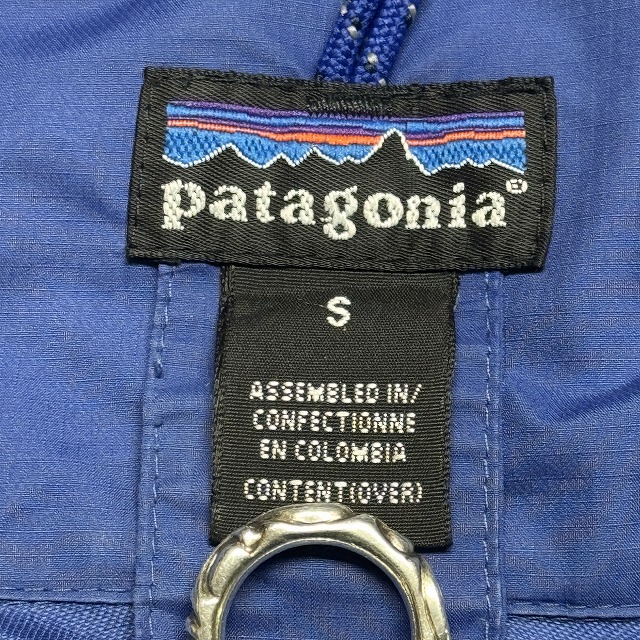 patagonia®
S
ASSEMBLED IN/
CONFECTIONNE
EN COLOMBIA
CONTENT(OVER)